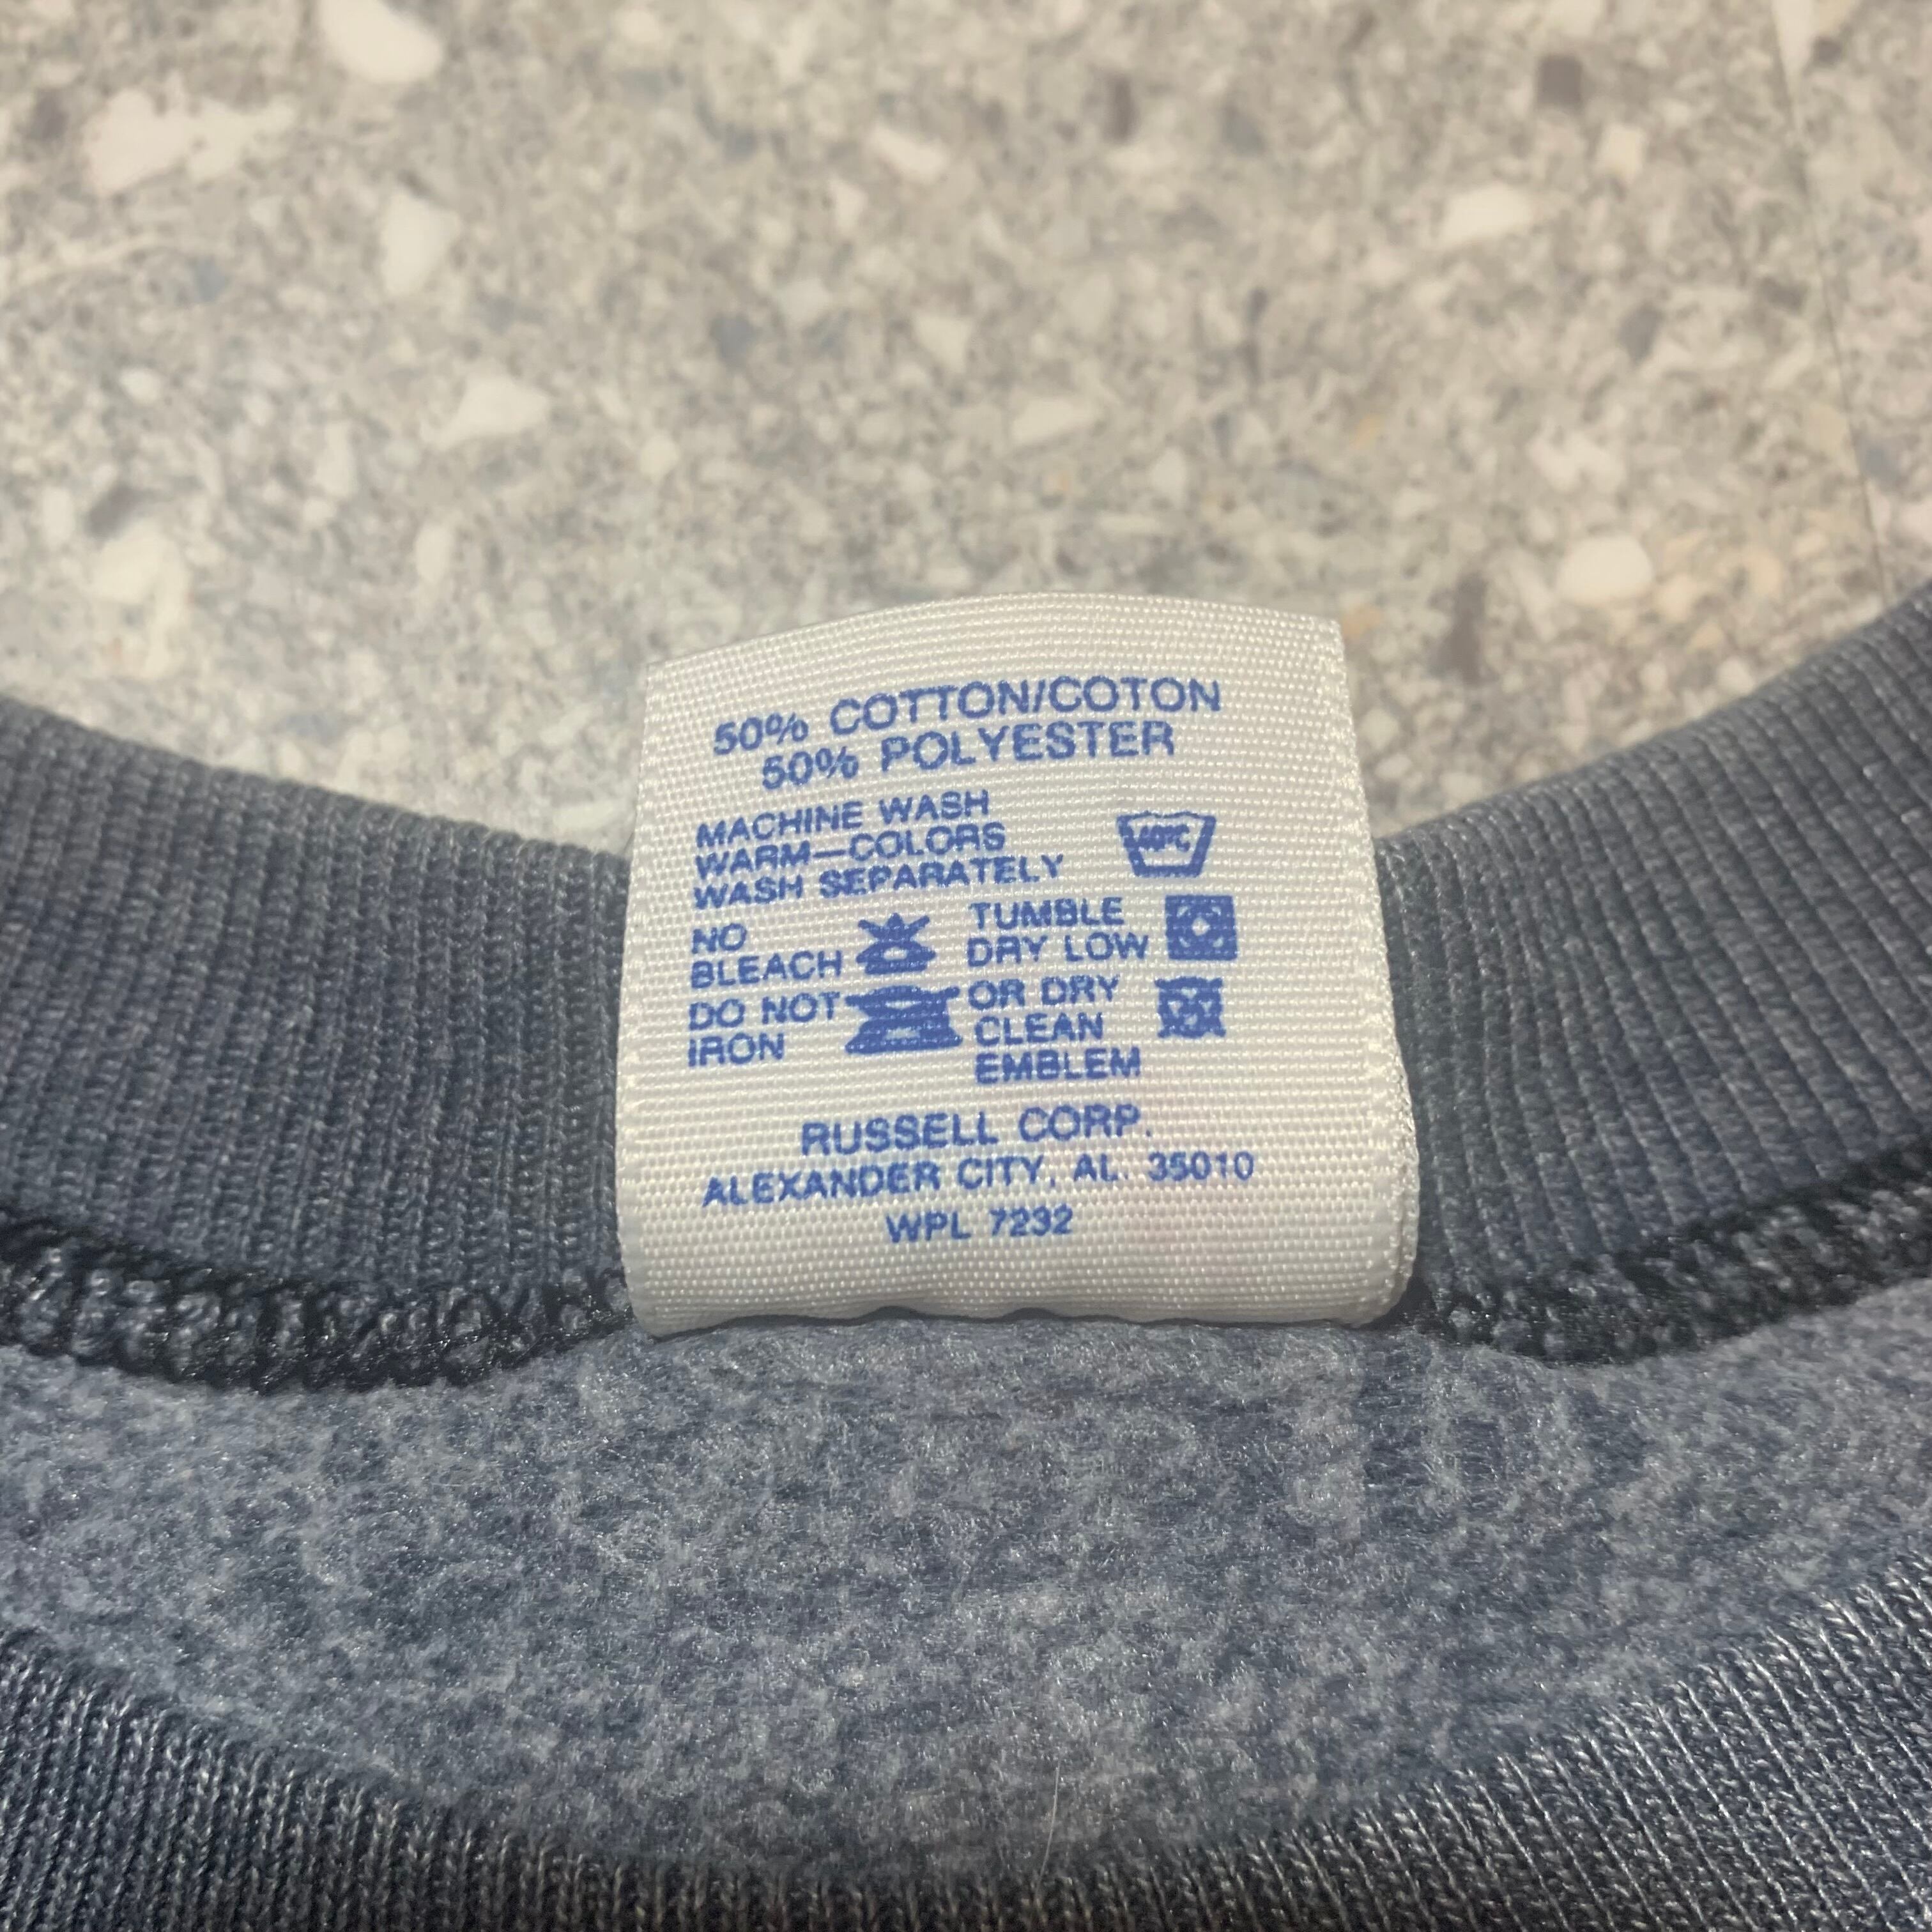 50% COTTON/COTON
50% POLYESTER
MACHINE WASH
WARM—COLORS
WASH SEPARATELY
40°C
NO
BLEACH
DO NOT
IRON
TUMBLE
DRY LOW
OR DRY
CLEAN
EMBLEM
RUSSELL CORP.
ALEXANDER CITY, AL. 35010
WPL 7232